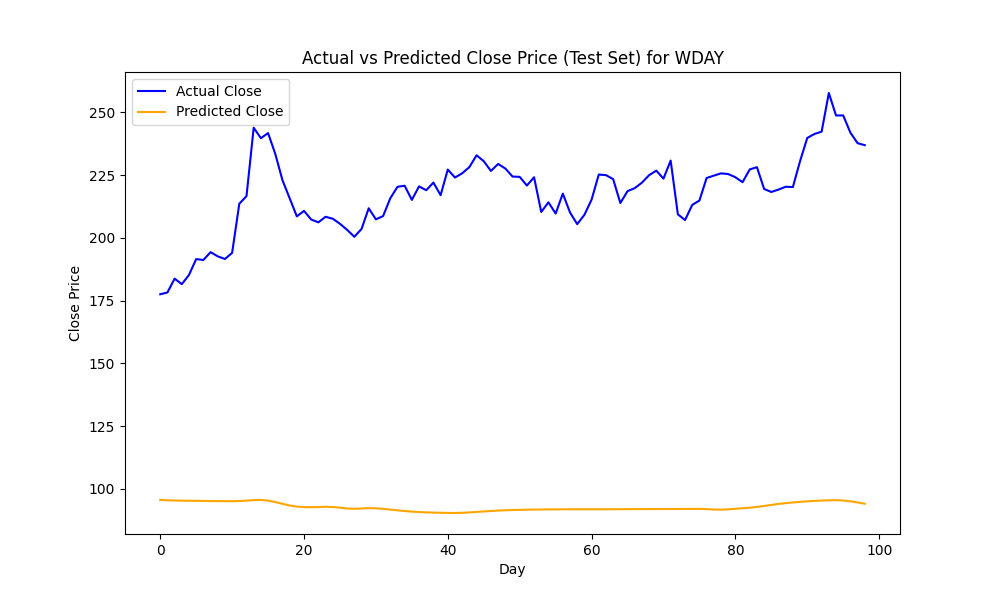 Actual vs Predicted Close Price (Test Set) for WDAY
Actual Close
Predicted Close
250
225
200
175
150
125
100
Close Price
0 20 40 60 80 100
Day